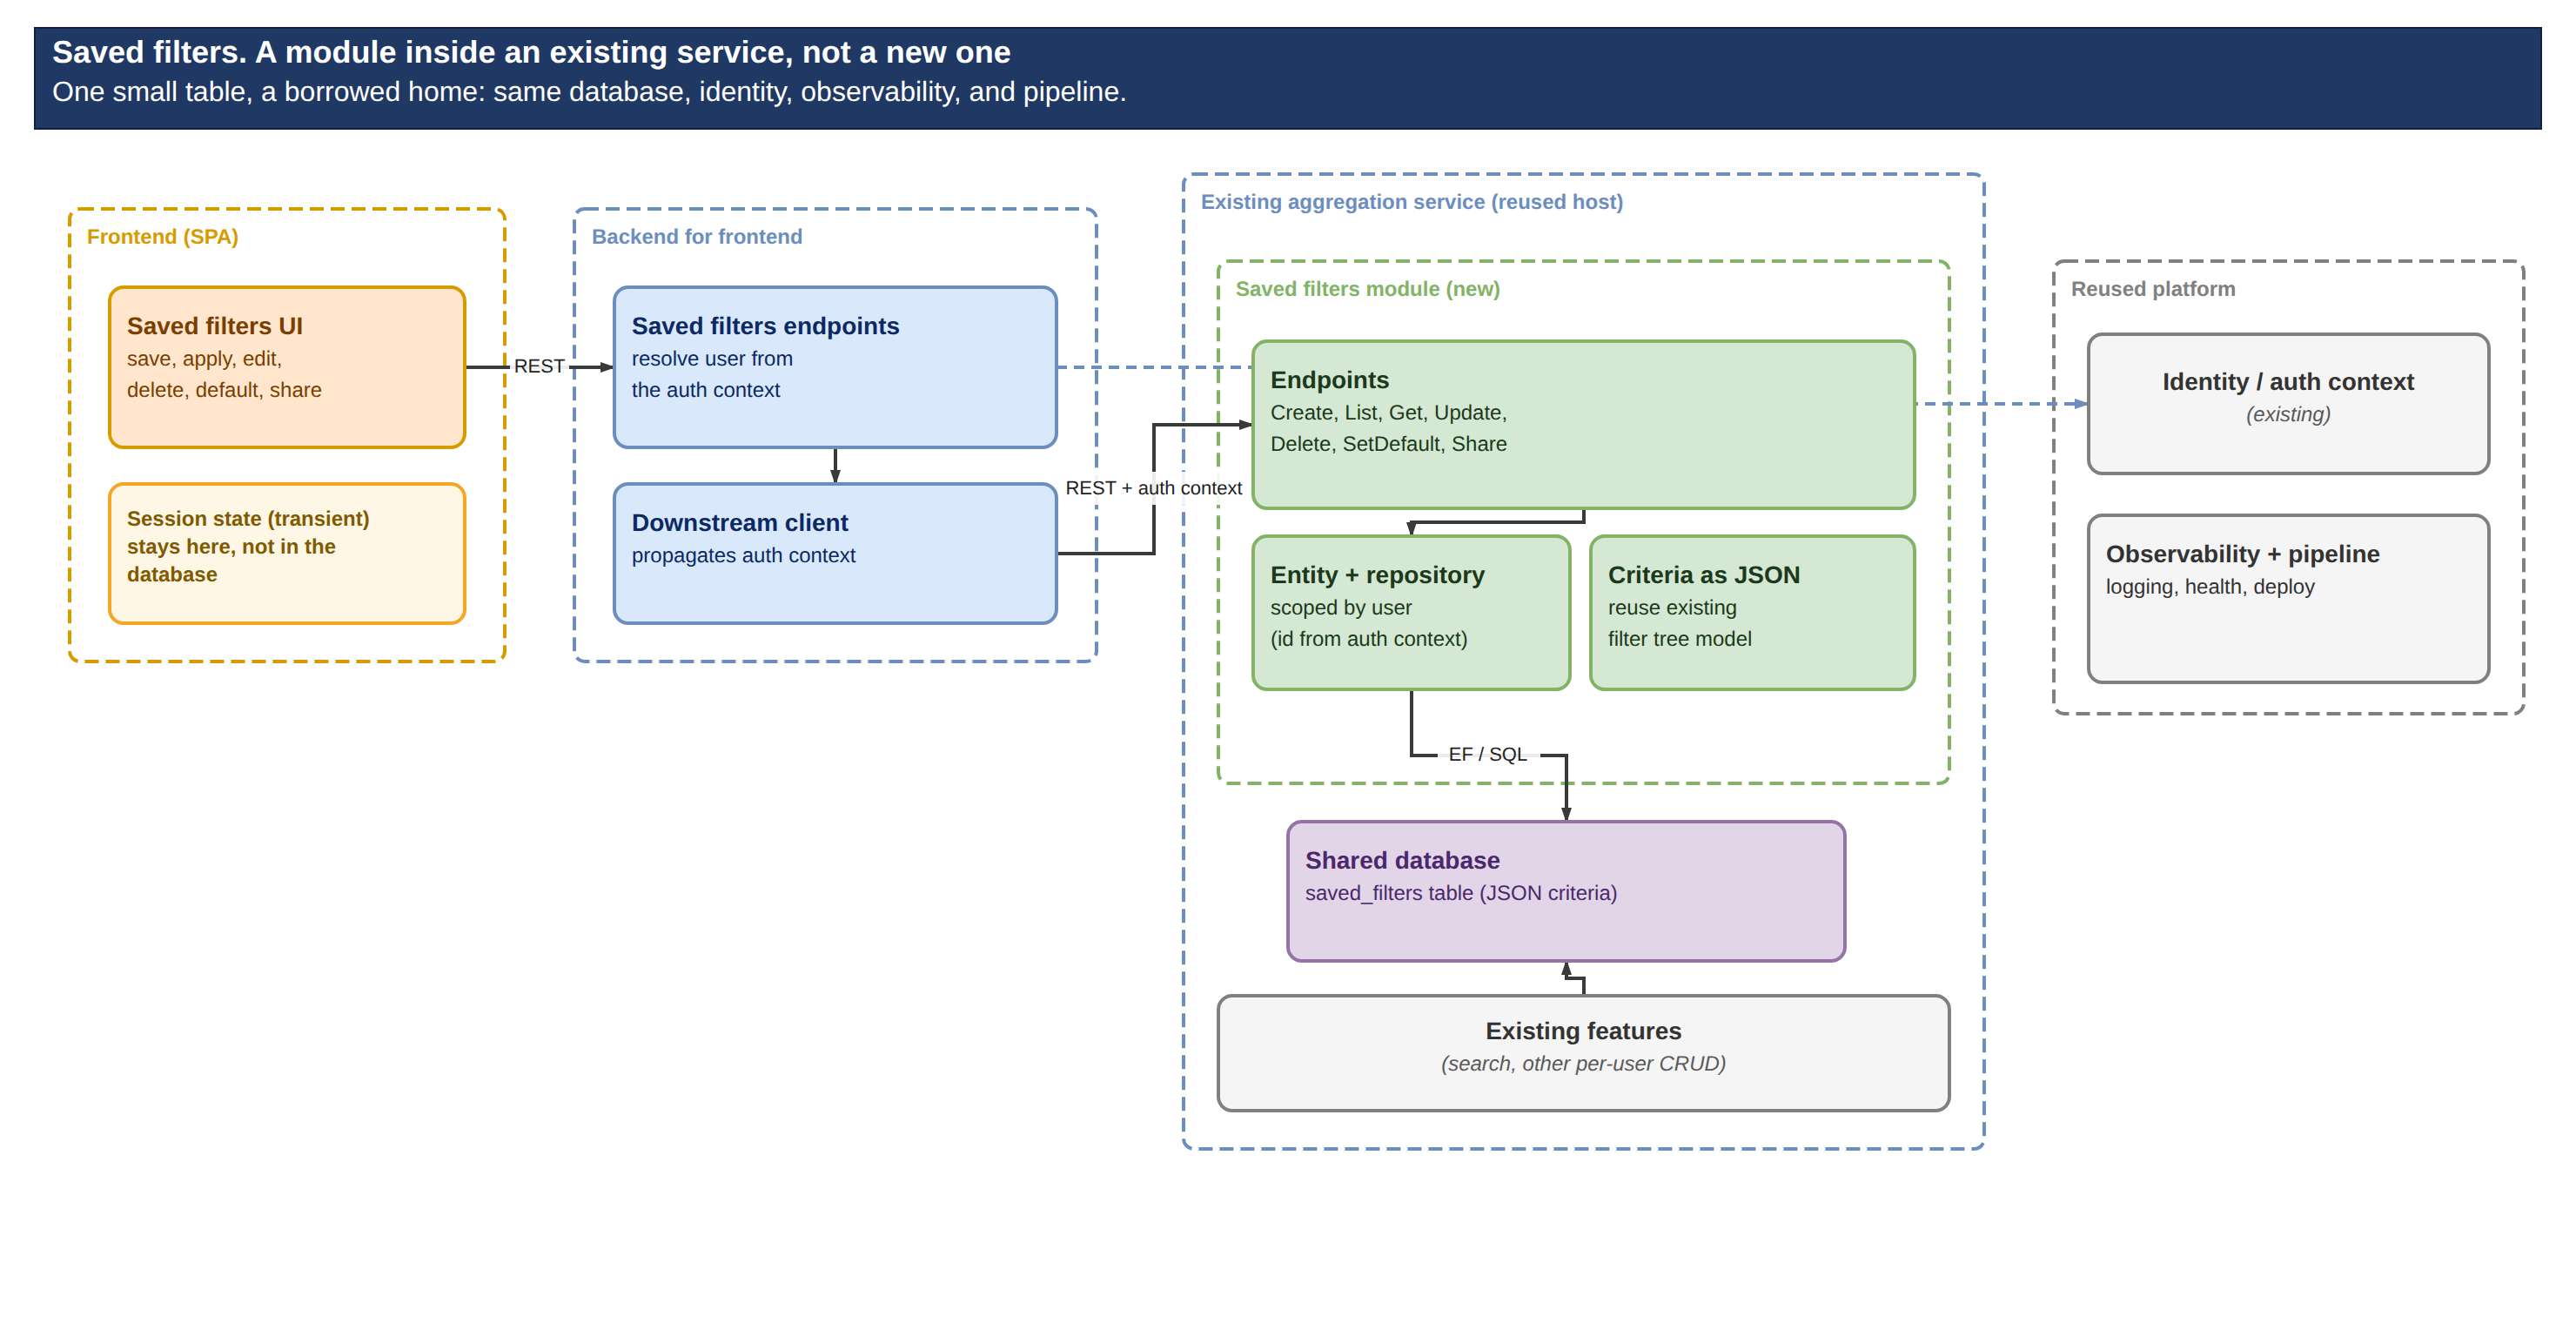 Saved filters. A module inside an existing service, not a new one
One small table, a borrowed home: same database, identity, observability, and pipeline.
Frontend (SPA)
Saved filters UI
save, apply, edit,
delete, default, share
Session state (transient)
stays here, not in the
database
REST
Backend for frontend
Saved filters endpoints
resolve user from
the auth context
Downstream client
propagates auth context
REST + auth context
Existing aggregation service (reused host)
Saved filters module (new)
Endpoints
Create, List, Get, Update,
Delete, SetDefault, Share
Entity + repository
scoped by user
(id from auth context)
Criteria as JSON
reuse existing
filter tree model
EF / SQL
Shared database
saved_filters table (JSON criteria)
Existing features
(search, other per-user CRUD)
Reused platform
Identity / auth context
(existing)
Observability + pipeline
logging, health, deploy